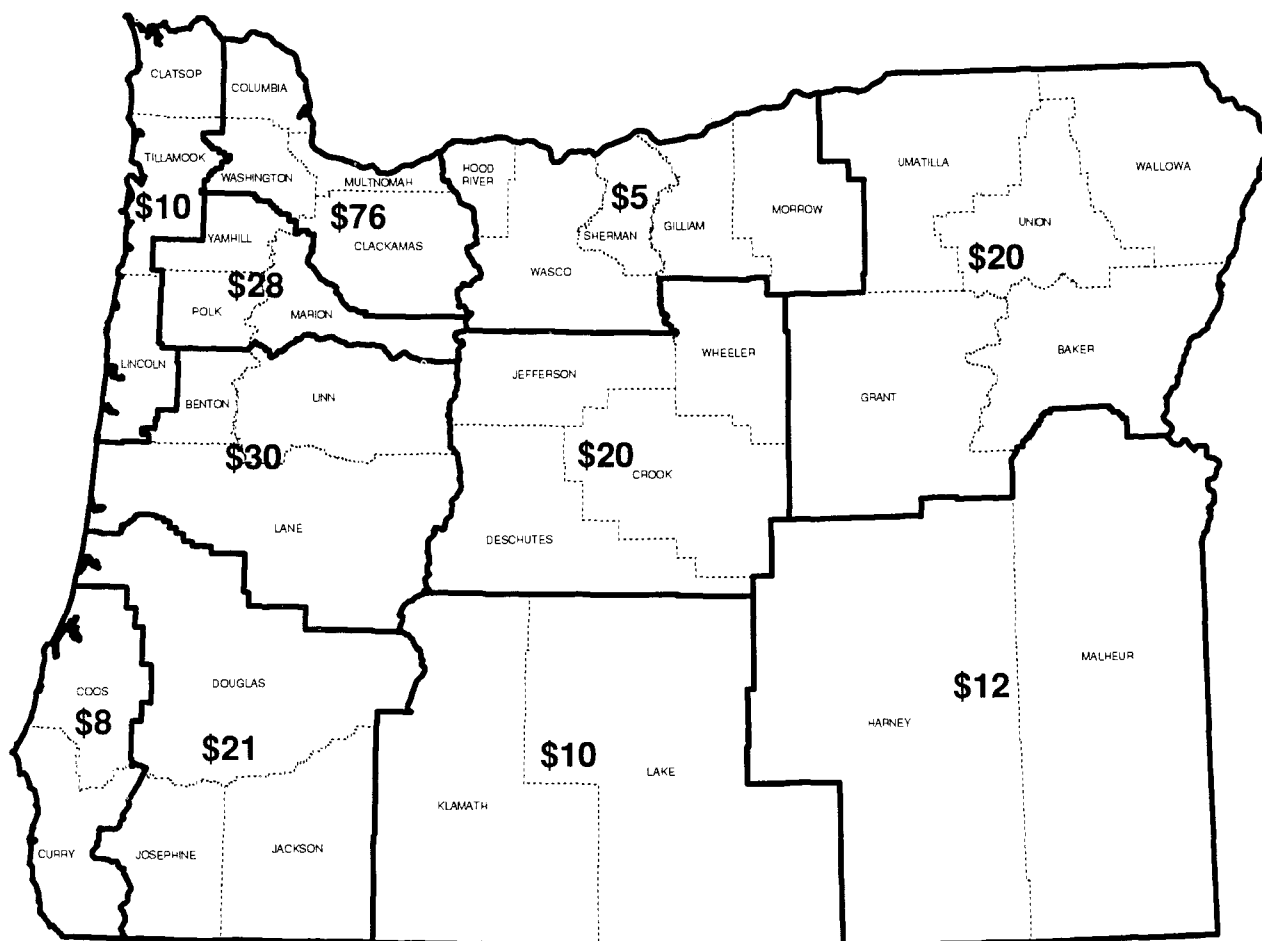 CLATSOP
COLUMBIA
TILLAMOOK
WASHINGTON
MULTNOMAH
HOOD
RIVER
UMATILLA
WALLOWA
$10
$76
$5
MORROW
UNION
YAMHILL
CLACKAMAS
SHERMAN
GILLIAM
$20
$28
WASCO
POLK
MARION
LINCOLN
JEFFERSON
WHEELER
BAKER
BENTON
LINN
GRANT
$30
$20
CROOK
LANE
DESCHUTES
COOS
DOUGLAS
MALHEUR
$8
$21
$10
LAKE
HARNEY
$12
KLAMATH
CURRY
JOSEPHINE
JACKSON